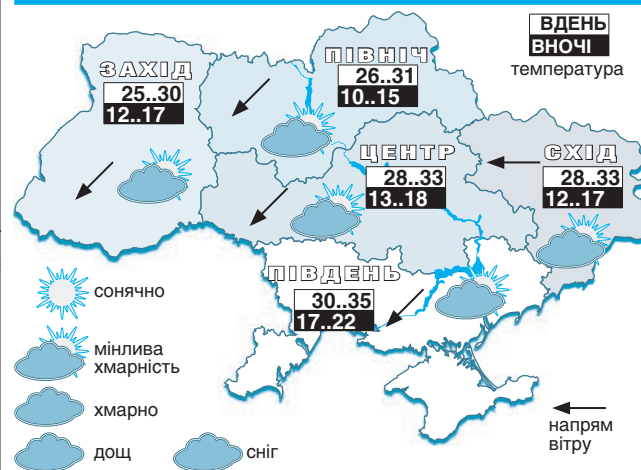 ВДЕНЬ
ВНОЧІ
температура
ЗАХІД
25..30
12..17
ПІВНІЧ
26..31
10..15
ЦЕНТР
28..33
13..18
СХІД
28..33
12..17
ПІВДЕНЬ
30..35
17..22
сонячно
мінлива
хмарність
хмарно
дощ
сніг
напрям
вітру